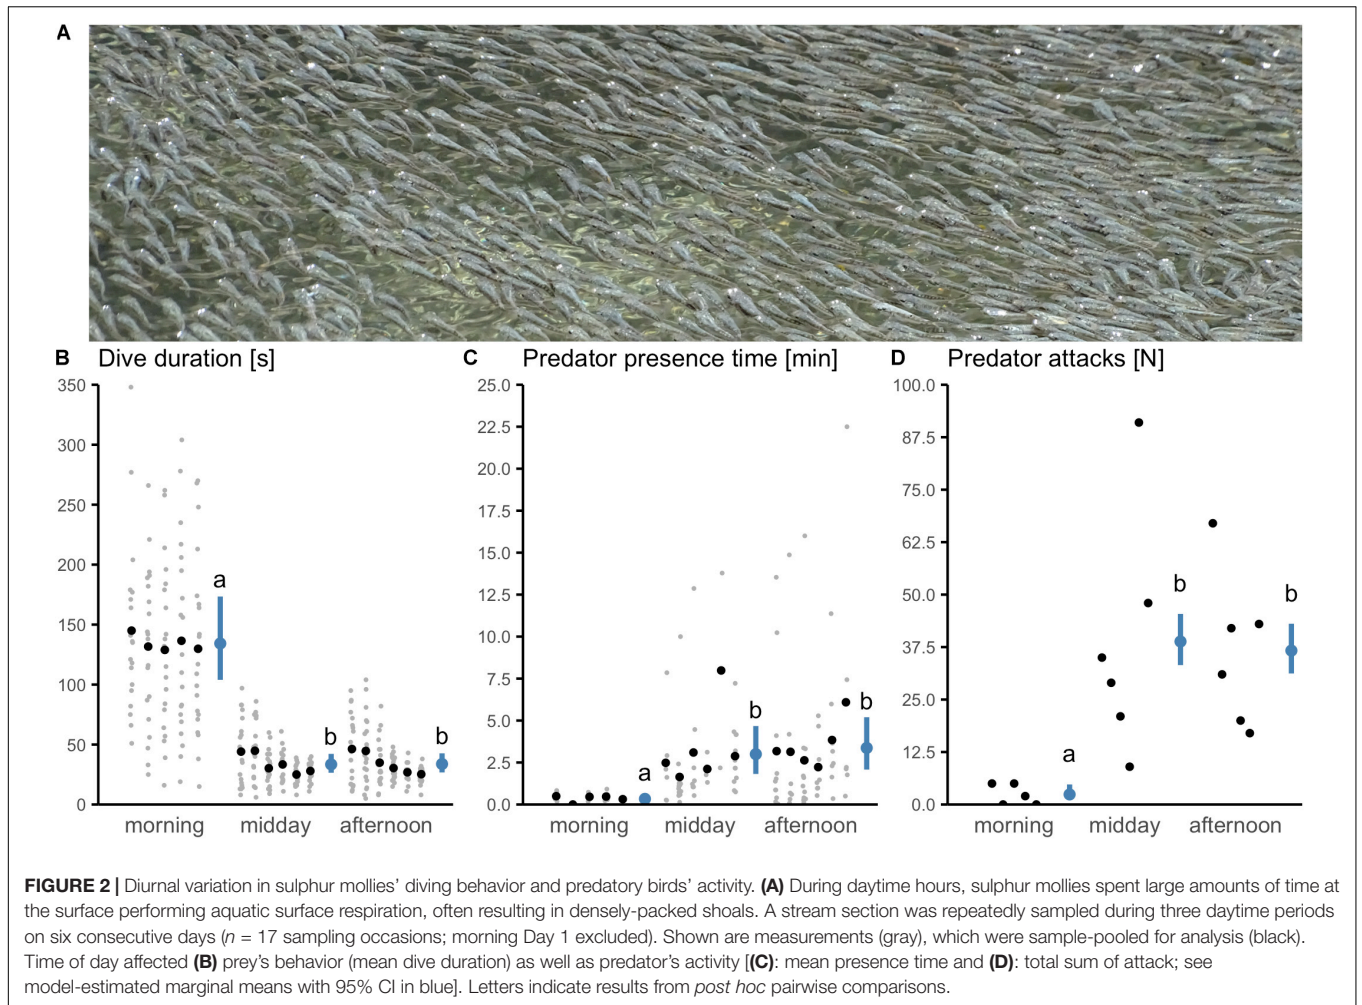 A
B Dive duration [s]
C Predator presence time [min]
D Predator attacks [N]
350
300
250
200
150
100
50
0
a
b
b
morning midday afternoon
25.0
22.5
20.0
17.5
15.0
12.5
10.0
7.5
5.0
2.5
0.0
a
b
b
morning midday afternoon
100.0
87.5
75.0
62.5
50.0
37.5
25.0
12.5
0.0
a
b
b
morning midday afternoon
FIGURE 2 | Diurnal variation in sulphur mollies' diving behavior and predatory birds' activity. (A) During daytime hours, sulphur mollies spent large amounts of time at
the surface performing aquatic surface respiration, often resulting in densely-packed shoals. A stream section was repeatedly sampled during three daytime periods
on six consecutive days (n = 17 sampling occasions; morning Day 1 excluded). Shown are measurements (gray), which were sample-pooled for analysis (black).
Time of day affected (B) prey's behavior (mean dive duration) as well as predator's activity [(C): mean presence time and (D): total sum of attack; see
model-estimated marginal means with 95% CI in blue]. Letters indicate results from post hoc pairwise comparisons.